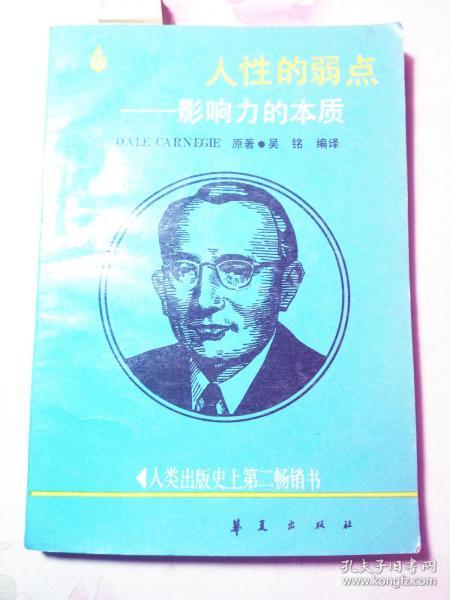 人性的弱点
——影响力的本质
DALE CARNEGIE 原著●吴 铭 编译
◀人类出版史上第二畅销书
华夏出版社
孔夫子旧书网
www.kongfz.com